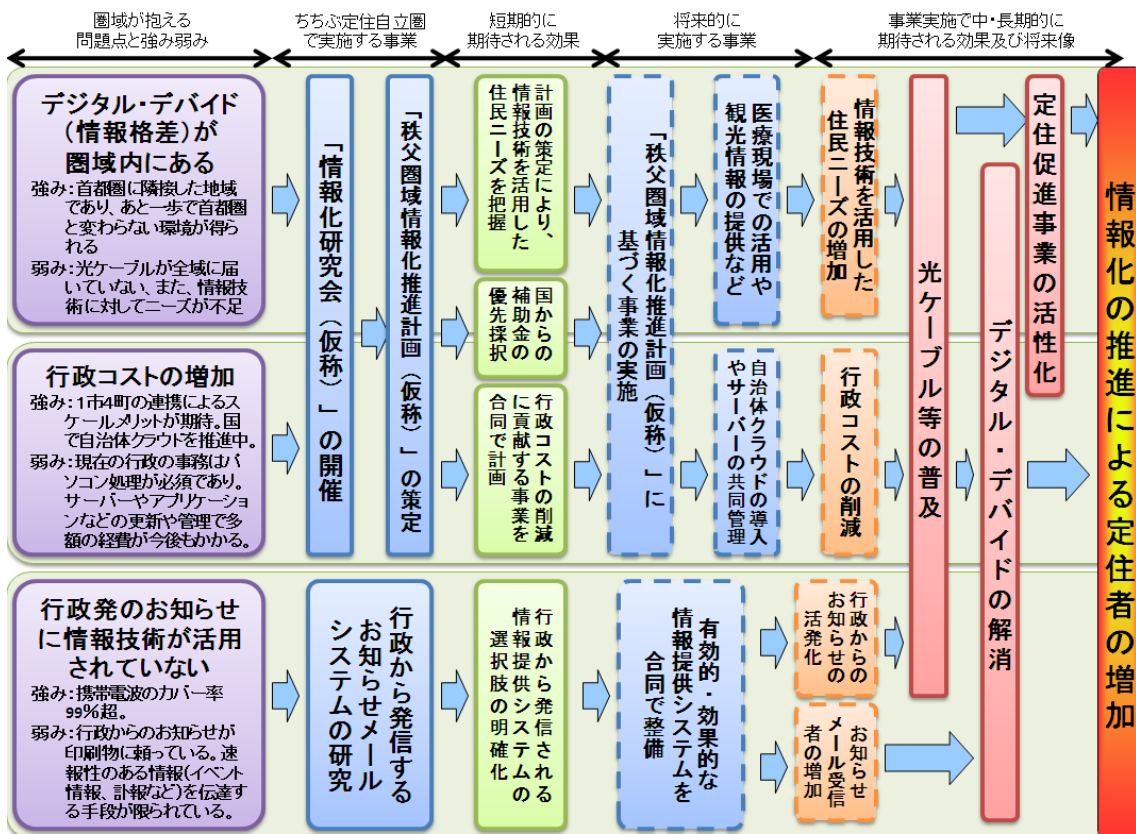 圏域が抱える
問題点と強み弱み
ちちぶ定住自立圏
で実施する事業
短期的に
期待される効果
将来的に
実施する事業
事業実施で中・長期的に
期待される効果及び将来像
デジタル・デバイド
（情報格差）が
圏域内にある
強み：首都圏に隣接した地域
であり、あと一歩で首都圏
と変わらない環境が得ら
れる
弱み：光ケーブルが全域に届
いていない、また、情報技
術に対してニーズが不足
行政コストの増加
強み：1市4町の連携によるス
ケールメリットが期待。国
で自治体クラウドを推進中。
弱み：現在の行政の事務はパ
ソコン処理が必須であり。
サーバーやアプリケーショ
ンなどの更新や管理で多
額の経費が今後もかかる。
行政発のお知らせ
に情報技術が活用
されていない
強み：携帯電波のカバー率
99％超。
弱み：行政からのお知らせが
印刷物に頼っている。速
報性のある情報（イベント
情報、訃報など）を伝達す
る手段が限られている。
「情報化研究会（仮称）」の開催
「秩父圏域情報化推進計画（仮称）」の策定
行政から発信する
お知らせメール
システムの研究
計画の策定により、
情報技術を活用した
住民ニーズを把握
国からの
補助金の
優先採択
行政コストの削減
に貢献する事業を
合同で計画
行政から発信される
情報提供システムの
選択肢の明確化
「秩父圏域情報化推進計画（仮称）」に
基づく事業の実施
医療現場での活用や
観光情報の提供など
自治体クラウドの導入
やサーバーの共同管理
有効的・効果的な
情報提供システムを
合同で整備
情報技術を活用した
住民ニーズの増加
行政コストの削減
行政からの
お知らせの
活発化
お知らせ
メール受信
者の増加
光ケーブル等の普及
デジタル・デバイドの解消
定住促進事業の活性化
情報化の推進による定住者の増加